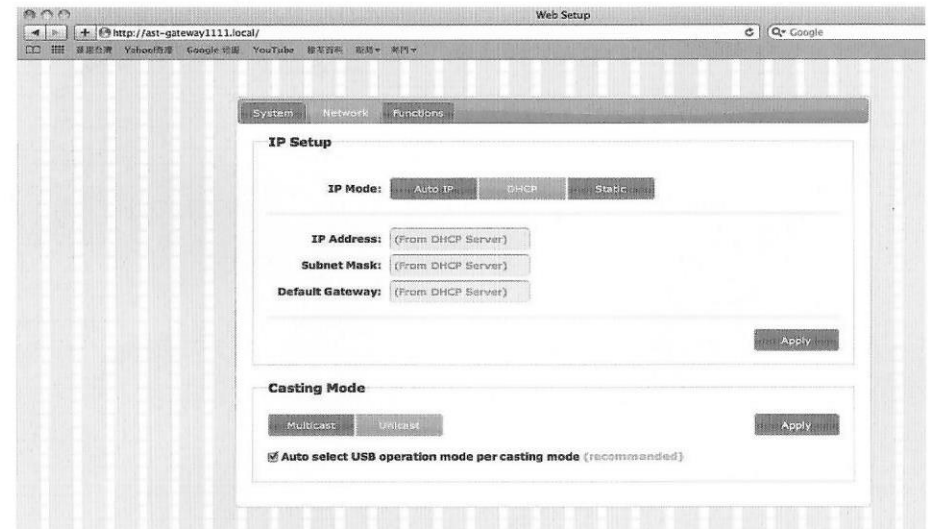 Web Setup
http://ast-gateway1111.local/
Google
Google 地圖 YouTube
System Network Functions
IP Setup
IP Mode: Auto IP DHCP Static
IP Address: (From DHCP Server)
Subnet Mask: (From DHCP Server)
Default Gateway: (From DHCP Server)
Apply
Casting Mode
Multicast Unicast Apply
Auto select USB operation mode per casting mode (recommanded)